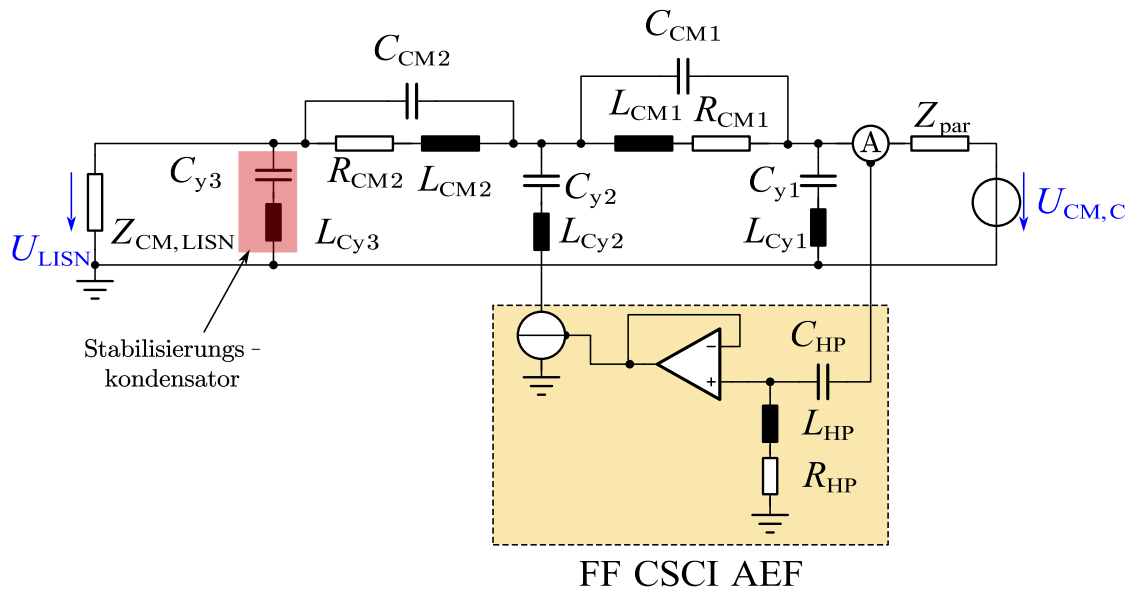 C_CM1
C_CM2
L_CM1 R_CM1 Z_par
A
C_y3 R_CM2 L_CM2 C_y2 C_y1
U_LISN Z_CM,LISN L_Cy3 L_Cy2 L_Cy1 U_CM,C
Stabilisierungs-
kondensator
C_HP
−
+
L_HP
R_HP
FF CSCI AEF